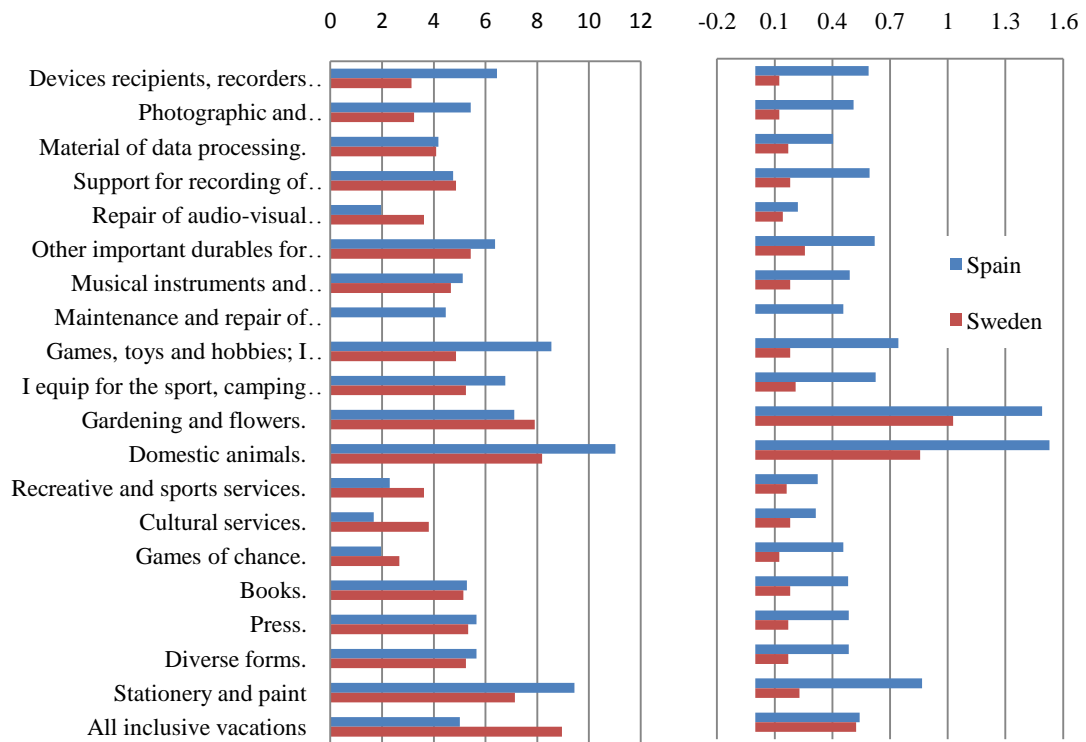 0 2 4 6 8 10 12
-0.2 0.1 0.4 0.7 1 1.3 1.6
Devices recipients, recorders..
Photographic and..
Material of data processing.
Support for recording of..
Repair of audio-visual..
Other important durables for..
Musical instruments and..
Maintenance and repair of..
Games, toys and hobbies; I..
I equip for the sport, camping..
Gardening and flowers.
Domestic animals.
Recreative and sports services.
Cultural services.
Games of chance.
Books.
Press.
Diverse forms.
Stationery and paint
All inclusive vacations
Spain
Sweden